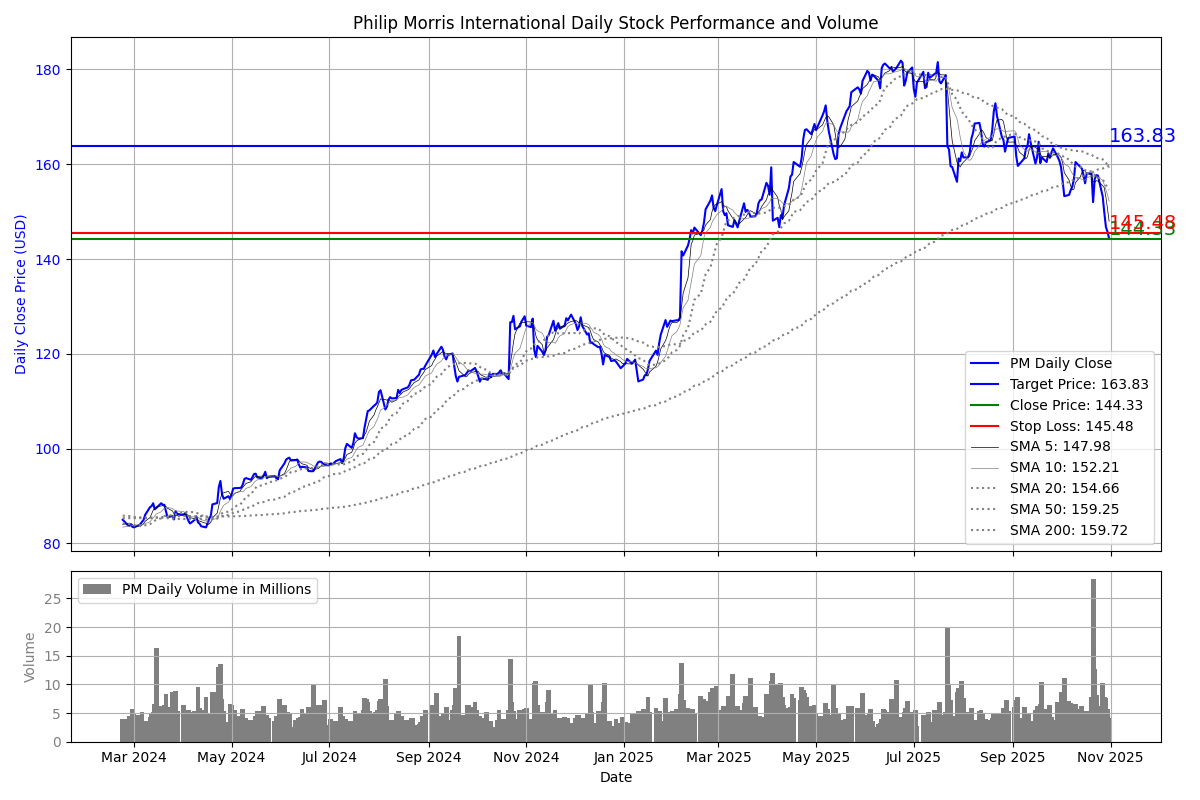 Philip Morris International Daily Stock Performance and Volume
Daily Close Price (USD)
180
160
140
120
100
80
163.83
145.48
144.33
PM Daily Close
Target Price: 163.83
Close Price: 144.33
Stop Loss: 145.48
SMA 5: 147.98
SMA 10: 152.21
SMA 20: 154.66
SMA 50: 159.25
SMA 200: 159.72
PM Daily Volume in Millions
Volume
25
20
15
10
5
0
Mar 2024 May 2024 Jul 2024 Sep 2024 Nov 2024 Jan 2025 Mar 2025 May 2025 Jul 2025 Sep 2025 Nov 2025
Date